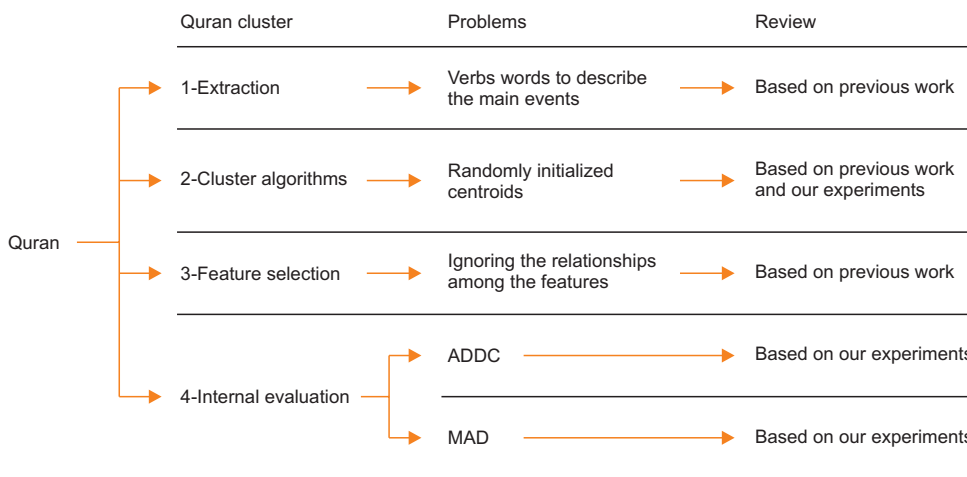 Quran cluster
Problems
Review
1-Extraction
Verbs words to describe
the main events
Based on previous work
2-Cluster algorithms
Randomly initialized
centroids
Based on previous work
and our experiments
Quran
3-Feature selection
Ignoring the relationships
among the features
Based on previous work
4-Internal evaluation
ADDC
Based on our experiments
MAD
Based on our experiments